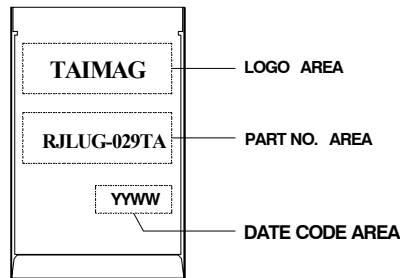 TAIMAG
LOGO AREA
RJLUG-029TA
PART NO. AREA
YYWW
DATE CODE AREA